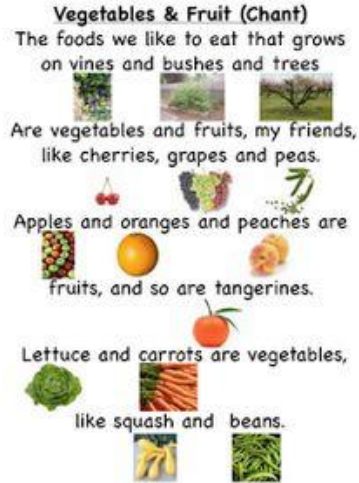 Vegetables & Fruit (Chant)
The foods we like to eat that grows
on vines and bushes and trees
Are vegetables and fruits, my friends,
like cherries, grapes and peas.
Apples and oranges and peaches are
fruits, and so are tangerines.
Lettuce and carrots are vegetables,
like squash and beans.